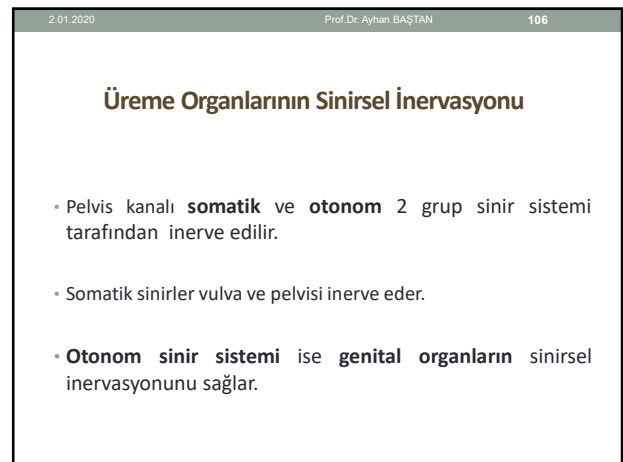 2.01.2020 Prof.Dr. Ayhan BAŞTAN 106
Üreme Organlarının Sinirsel İnervasyonu
• Pelvis kanalı somatik ve otonom 2 grup sinir sistemi
tarafından inerve edilir.
• Somatik sinirler vulva ve pelvisi inerve eder.
• Otonom sinir sistemi ise genital organların sinirsel
inervasyonunu sağlar.